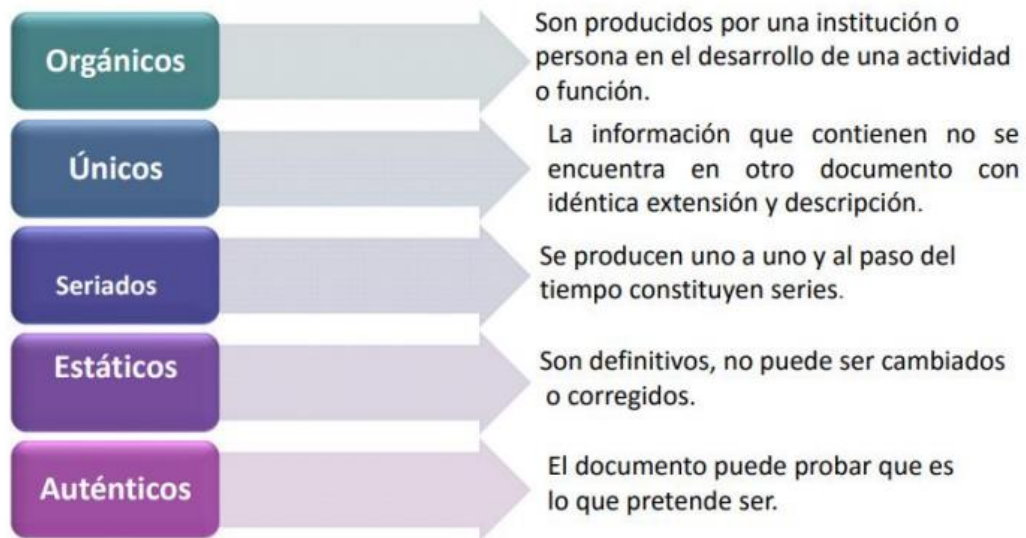 Orgánicos
Son producidos por una institución o
persona en el desarrollo de una actividad
o función.
Únicos
La información que contienen no se
encuentra en otro documento con
idéntica extensión y descripción.
Seriados
Se producen uno a uno y al paso del
tiempo constituyen series.
Estáticos
Son definitivos, no puede ser cambiados
o corregidos.
Auténticos
El documento puede probar que es
lo que pretende ser.